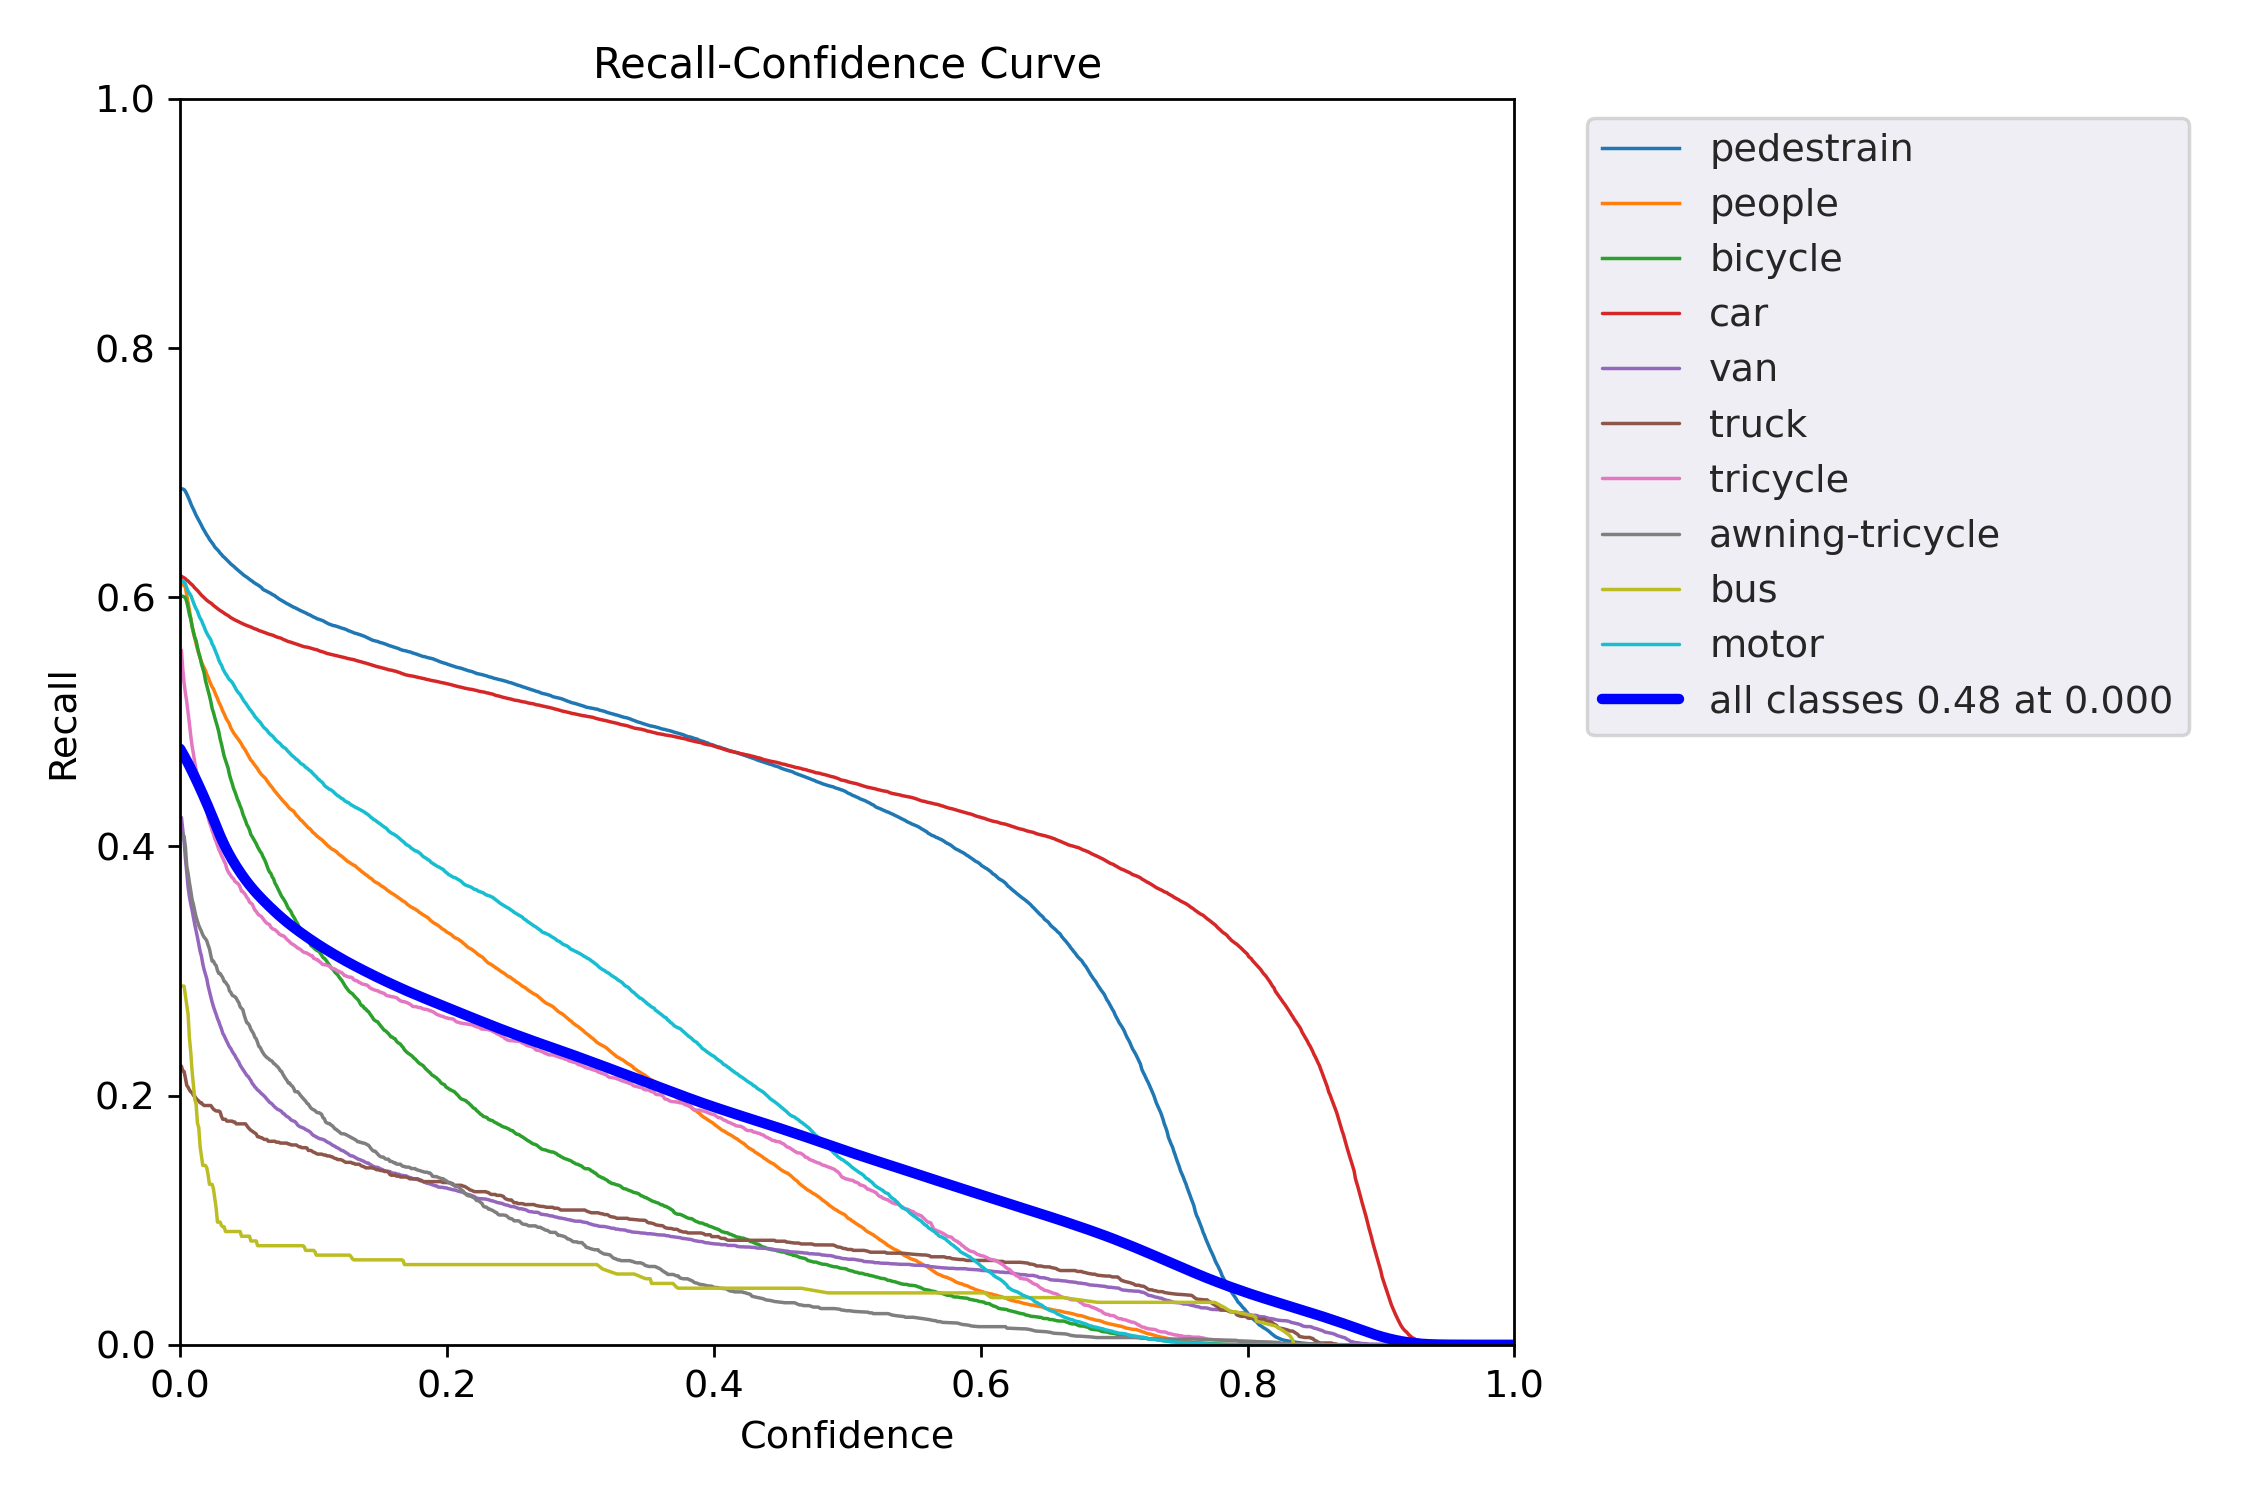 Recall-Confidence Curve
1.0
0.8
0.6
0.4
0.2
0.0
Recall
0.0 0.2 0.4 0.6 0.8 1.0
Confidence
pedestrain
people
bicycle
car
van
truck
tricycle
awning-tricycle
bus
motor
all classes 0.48 at 0.000